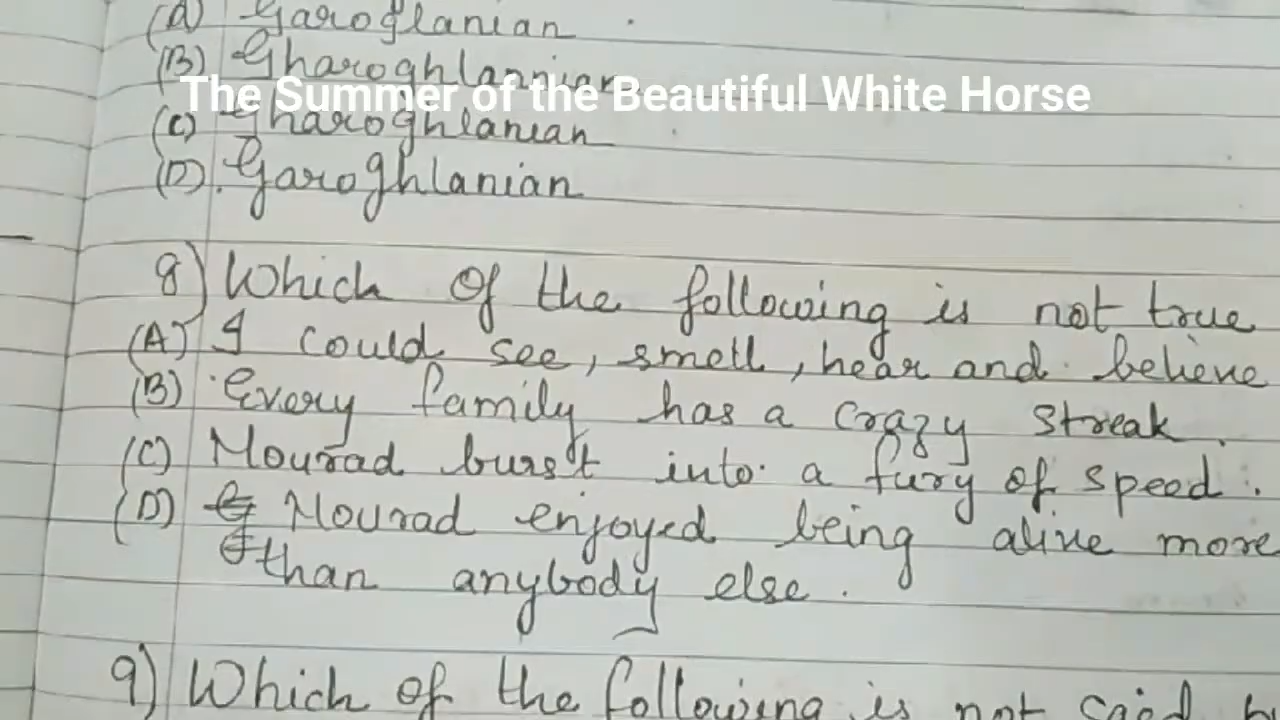 (A) Garoglanian
(B) Gharoghlannian
The Summer of the Beautiful White Horse
(C) Gharoghlanian
(D). Garoghlanian
8) Which of the following is not true
(A) I could see, smell, hear and believe
(B) Every family has a crazy streak.
(C) Mourad burst into a fury of speed.
(D) Mourad enjoyed being alive more
than anybody else.
9) Which of the following is not said